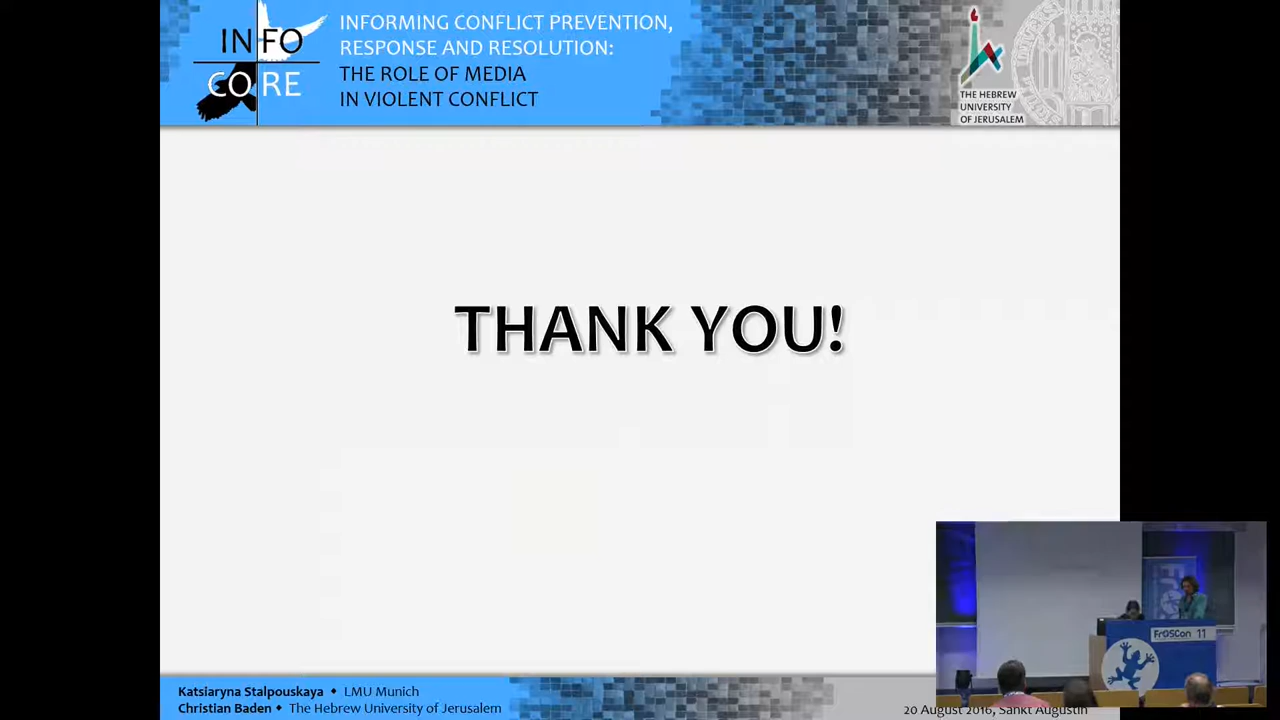 INFO
CORE
INFORMING CONFLICT PREVENTION,
RESPONSE AND RESOLUTION:
THE ROLE OF MEDIA
IN VIOLENT CONFLICT
THE HEBREW
UNIVERSITY
OF JERUSALEM
THANK YOU!
FrOSCon 11
Katsiaryna Stalpouskaya ♦ LMU Munich
Christian Baden ♦ The Hebrew University of Jerusalem
20 August 2016, Sankt Augustin